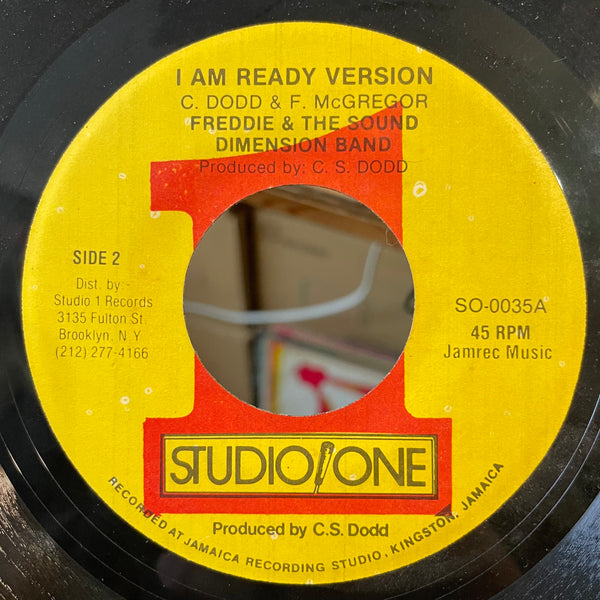 I AM READY VERSION
C. DODD & F. McGREGOR
FREDDIE & THE SOUND
DIMENSION BAND
Produced by: C. S. DODD
SIDE 2
Dist. by:-
Studio 1 Records
3135 Fulton St.
Brooklyn, N.Y
(212) 277-4166
SO-0035A
45 RPM
Jamrec Music
1
STUDIO ONE
Produced by C.S. Dodd
RECORDED AT JAMAICA RECORDING STUDIO, KINGSTON, JAMAICA